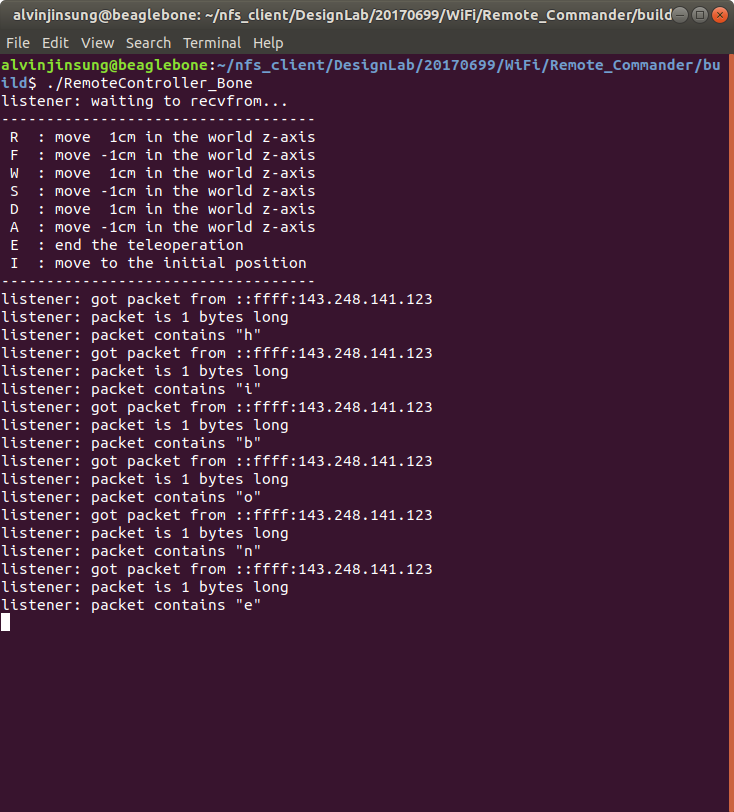 alvinjinsung@beaglebone: ~/nfs_client/DesignLab/20170699/WiFi/Remote_Commander/build
File Edit View Search Terminal Help
alvinjinsung@beaglebone:~/nfs_client/DesignLab/20170699/WiFi/Remote_Commander/bu
ild$ ./RemoteController_Bone
listener: waiting to recvfrom...
-----------------------------------
 R  : move  1cm in the world z-axis
 F  : move -1cm in the world z-axis
 W  : move  1cm in the world z-axis
 S  : move -1cm in the world z-axis
 D  : move  1cm in the world z-axis
 A  : move -1cm in the world z-axis
 E  : end the teleoperation
 I  : move to the initial position
-----------------------------------
listener: got packet from ::ffff:143.248.141.123
listener: packet is 1 bytes long
listener: packet contains "h"
listener: got packet from ::ffff:143.248.141.123
listener: packet is 1 bytes long
listener: packet contains "i"
listener: got packet from ::ffff:143.248.141.123
listener: packet is 1 bytes long
listener: packet contains "b"
listener: got packet from ::ffff:143.248.141.123
listener: packet is 1 bytes long
listener: packet contains "o"
listener: got packet from ::ffff:143.248.141.123
listener: packet is 1 bytes long
listener: packet contains "n"
listener: got packet from ::ffff:143.248.141.123
listener: packet is 1 bytes long
listener: packet contains "e"